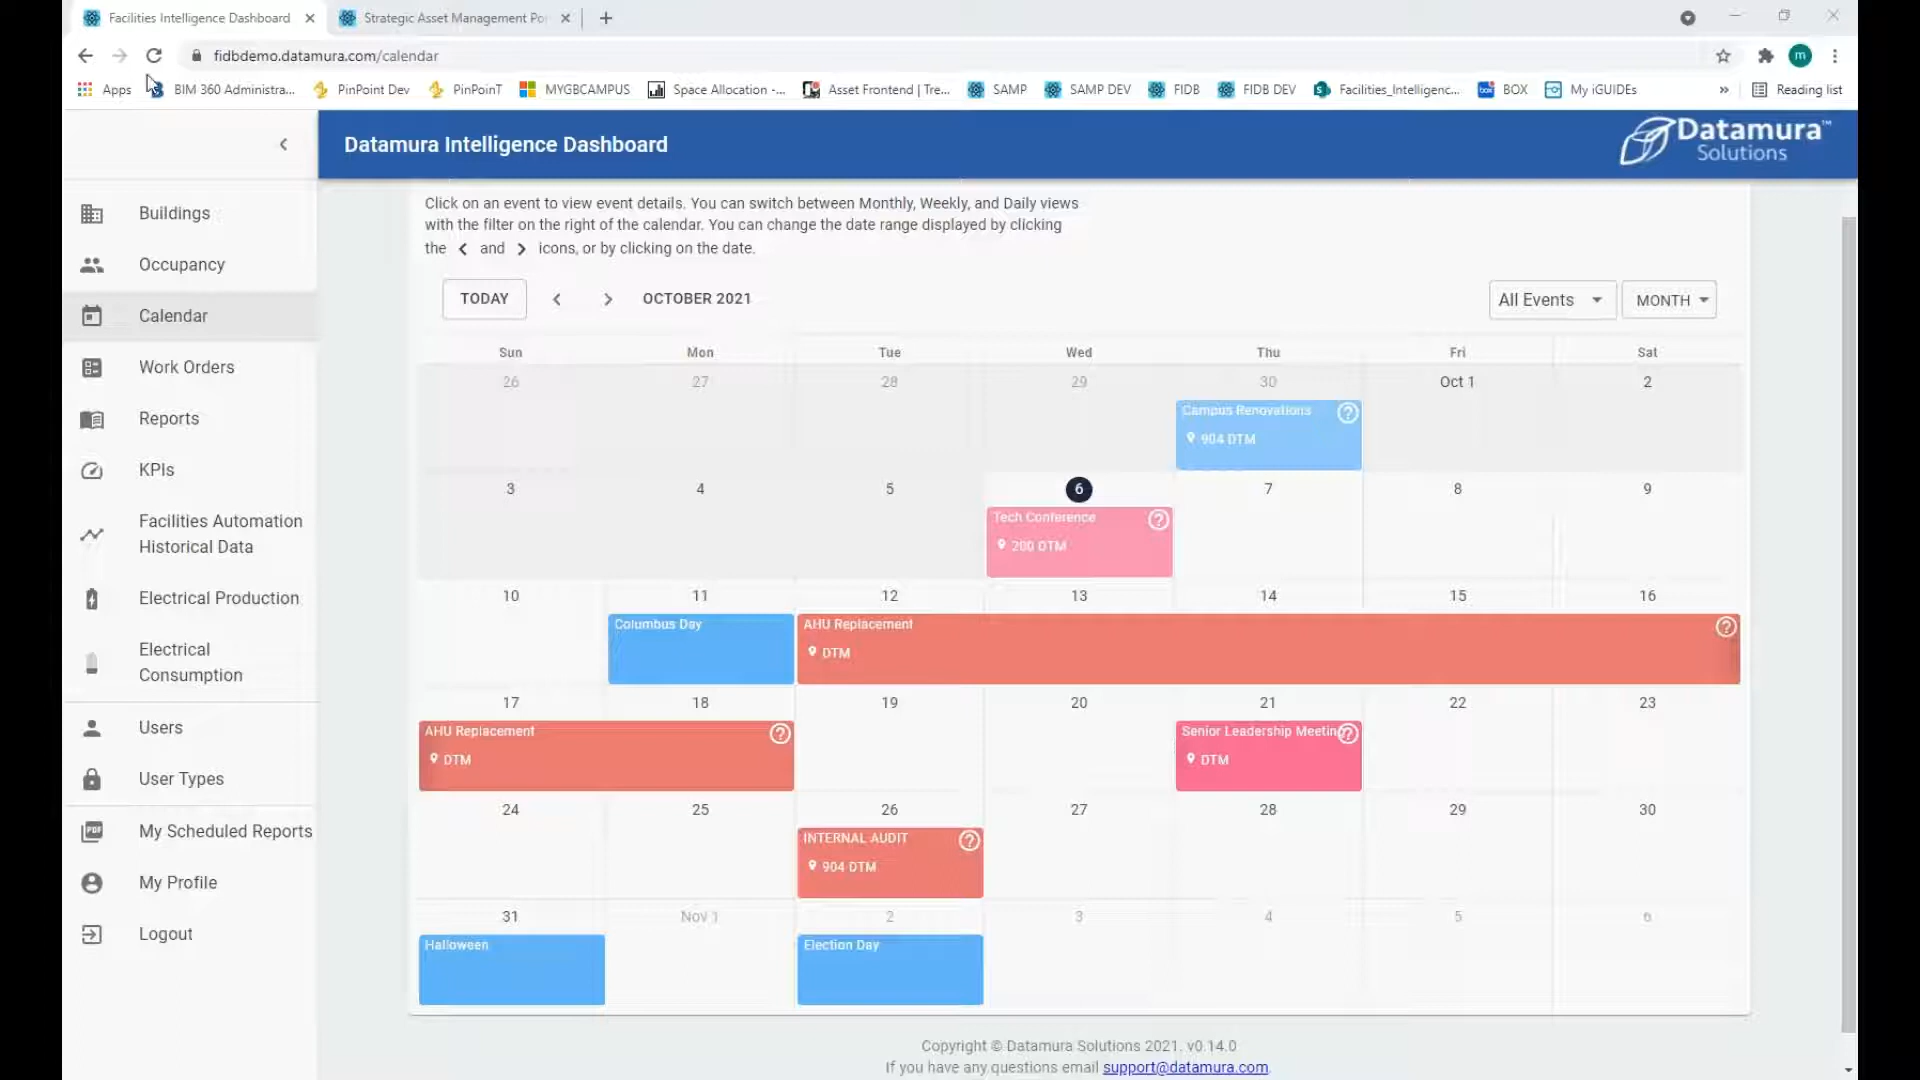 Facilities Intelligence Dashboard
Strategic Asset Management Po
fidbdemo.datamura.com/calendar
m
Apps
BIM 360 Administra...
PinPoint Dev
PinPoinT
MYGBCAMPUS
Space Allocation -...
Asset Frontend | Tre...
SAMP
SAMP DEV
FIDB
FIDB DEV
Facilities_Intelligenc...
BOX
My iGUIDEs
»
Reading list
Datamura Intelligence Dashboard
Datamura™
Solutions
Buildings
Occupancy
Calendar
Work Orders
Reports
KPIs
Facilities Automation
Historical Data
Electrical Production
Electrical
Consumption
Users
User Types
My Scheduled Reports
My Profile
Logout
Click on an event to view event details. You can switch between Monthly, Weekly, and Daily views
with the filter on the right of the calendar. You can change the date range displayed by clicking
the < and > icons, or by clicking on the date.
TODAY < > OCTOBER 2021
All Events
MONTH
Sun Mon Tue Wed Thu Fri Sat
26 27 28 29 30 Oct 1 2
Campus Renovations ?
904 DTM
3 4 5 6 7 8 9
Tech Conference ?
200 DTM
10 11 12 13 14 15 16
Columbus Day
AHU Replacement ?
DTM
17 18 19 20 21 22 23
AHU Replacement ?
DTM
Senior Leadership Meetin ?
DTM
24 25 26 27 28 29 30
INTERNAL AUDIT ?
904 DTM
31 Nov 1 2 3 4 5 6
Halloween
Election Day
Copyright © Datamura Solutions 2021. v0.14.0
If you have any questions email support@datamura.com.